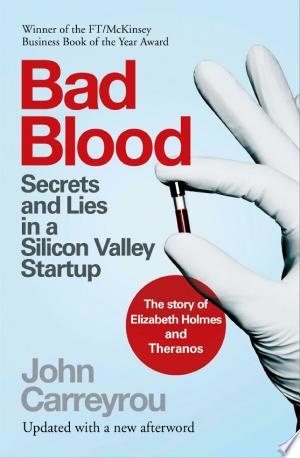 Winner of the FT/McKinsey
Business Book of the Year Award
Bad
Blood
Secrets
and Lies
in a
Silicon Valley
Startup
The story of
Elizabeth Holmes
and
Theranos
John
Carreyrou
Updated with a new afterword